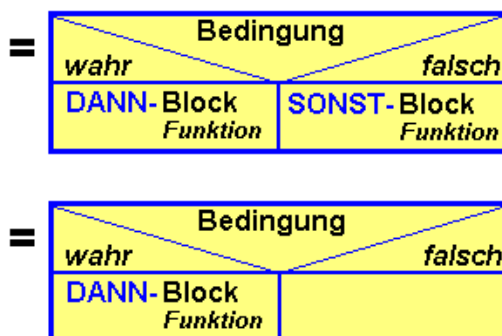 = Bedingung
wahr falsch
DANN-Block SONST-Block
Funktion Funktion
= Bedingung
wahr falsch
DANN-Block
Funktion